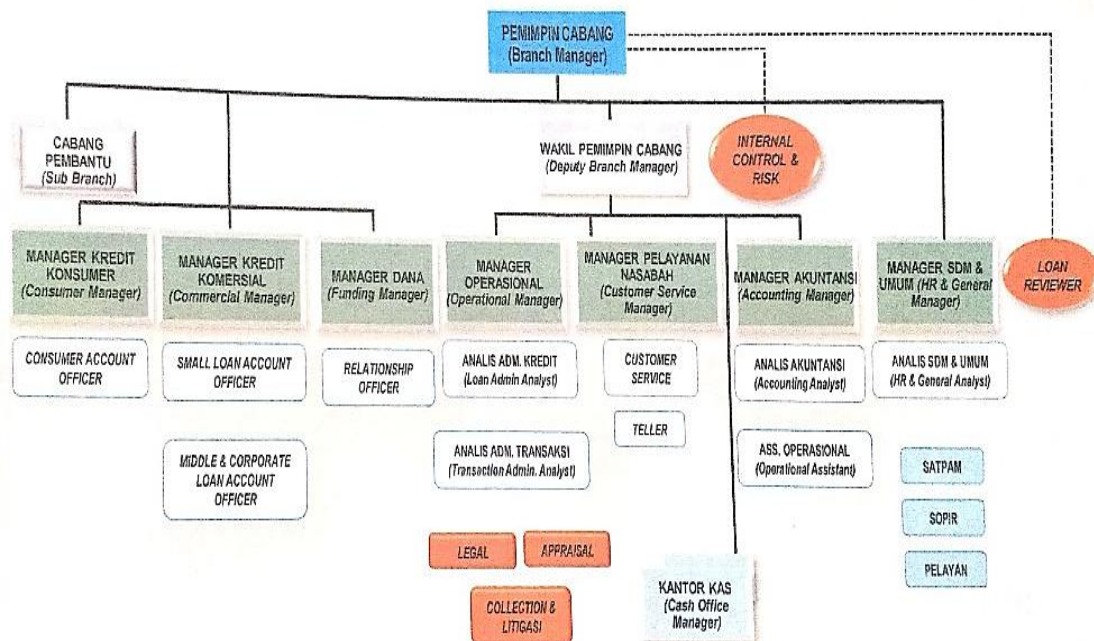 PEMIMPIN CABANG
(Branch Manager)
CABANG
PEMBANTU
(Sub Branch)
WAKIL PEMIMPIN CABANG
(Deputy Branch Manager)
INTERNAL
CONTROL &
RISK
MANAGER KREDIT
KONSUMER
(Consumer Manager)
MANAGER KREDIT
KOMERSIAL
(Commercial Manager)
MANAGER DANA
(Funding Manager)
MANAGER
OPERASIONAL
(Operational Manager)
MANAGER PELAYANAN
NASABAH
(Customer Service
Manager)
MANAGER AKUNTANSI
(Accounting Manager)
MANAGER SDM &
UMUM (HR & General
Manager)
LOAN
REVIEWER
CONSUMER ACCOUNT
OFFICER
SMALL LOAN ACCOUNT
OFFICER
RELATIONSHIP
OFFICER
ANALIS ADM. KREDIT
(Loan Admin Analyst)
CUSTOMER
SERVICE
ANALIS AKUNTANSI
(Accounting Analyst)
ANALIS SDM & UMUM
(HR & General Analyst)
MIDDLE & CORPORATE
LOAN ACCOUNT
OFFICER
ANALIS ADM. TRANSAKSI
(Transaction Admin. Analyst)
TELLER
ASS. OPERASIONAL
(Operational Assistant)
SATPAM
SOPIR
PELAYAN
LEGAL
APPRAISAL
COLLECTION &
LITIGASI
KANTOR KAS
(Cash Office
Manager)